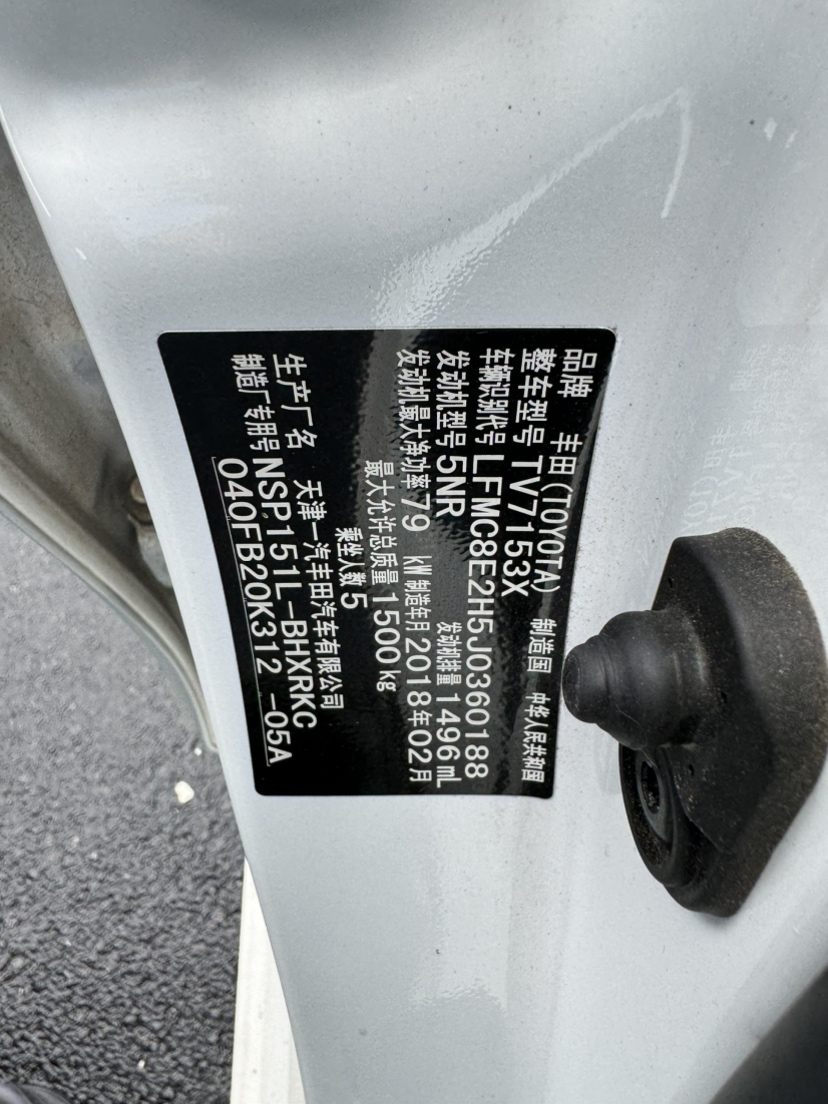 品牌 丰田(TOYOTA) 制造国 中华人民共和国
整车型号 TV7153X
车辆识别代号 LFMC8E2H5J0360188
发动机型号 5NR 发动机排量 1496 mL
发动机最大净功率 79 kW 制造年月 2018年02月
最大允许总质量 1500 kg
乘坐人数 5
生产厂名 天津一汽丰田汽车有限公司
制造厂专用号 NSP151L-BHXRKC
040FB20K312 -05A